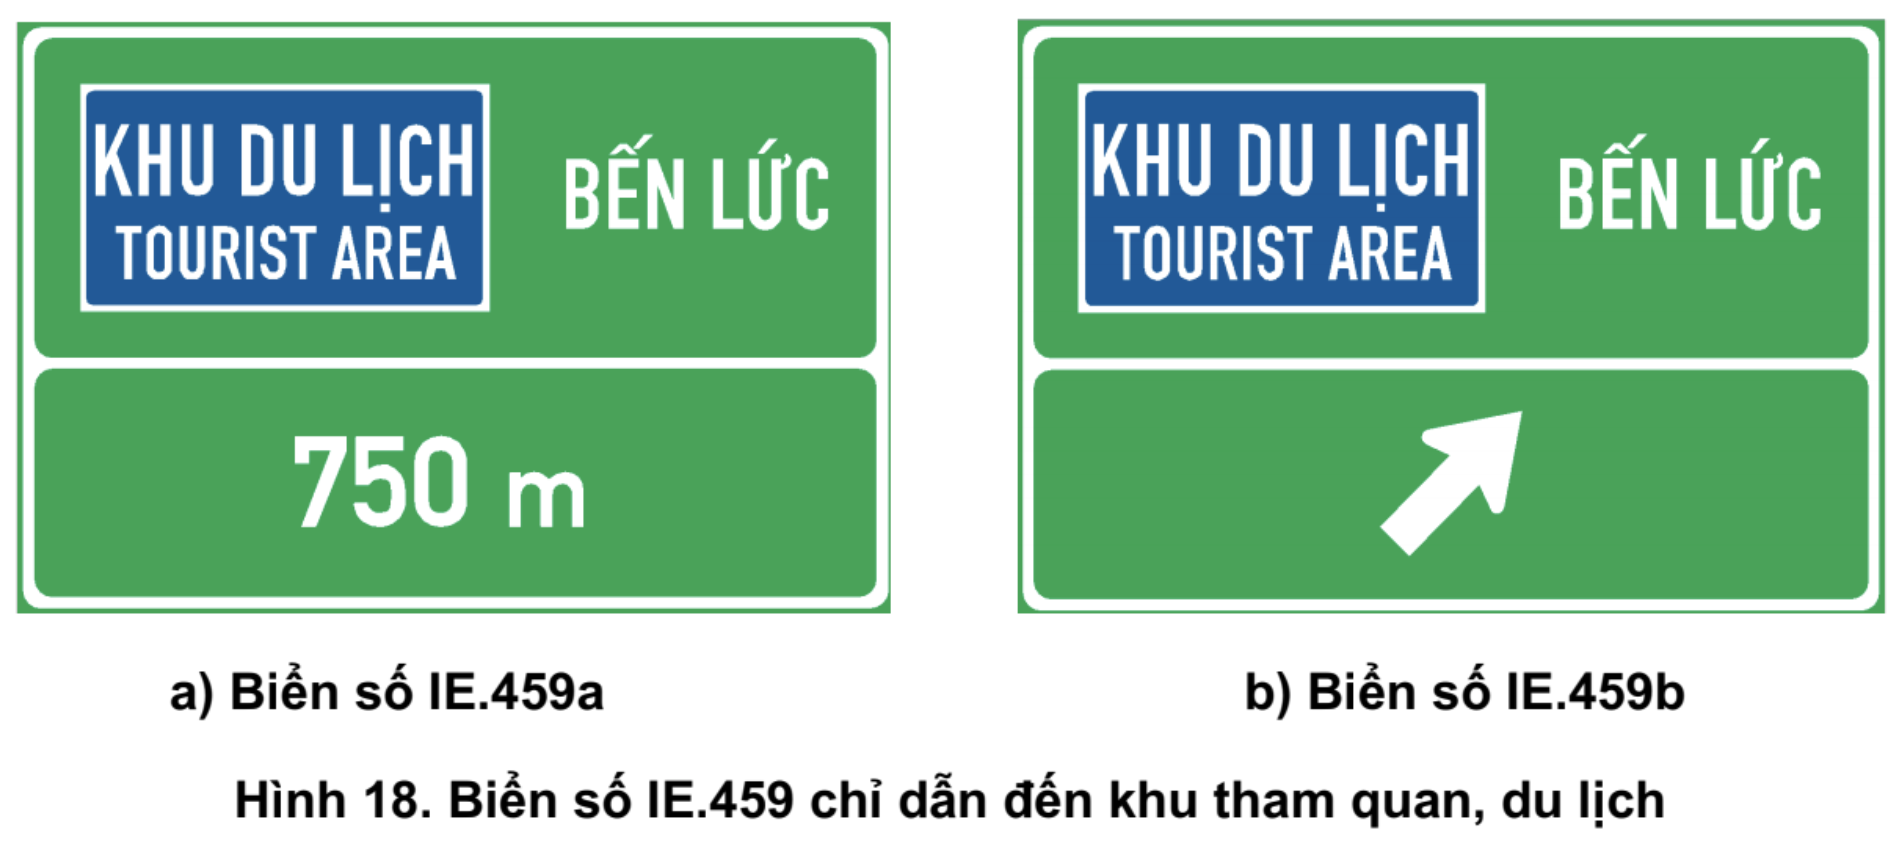 KHU DU LỊCH
TOURIST AREA
BẾN LỨC
750 m
KHU DU LỊCH
TOURIST AREA
BẾN LỨC
a) Biển số IE.459a
b) Biển số IE.459b
Hình 18. Biển số IE.459 chỉ dẫn đến khu tham quan, du lịch